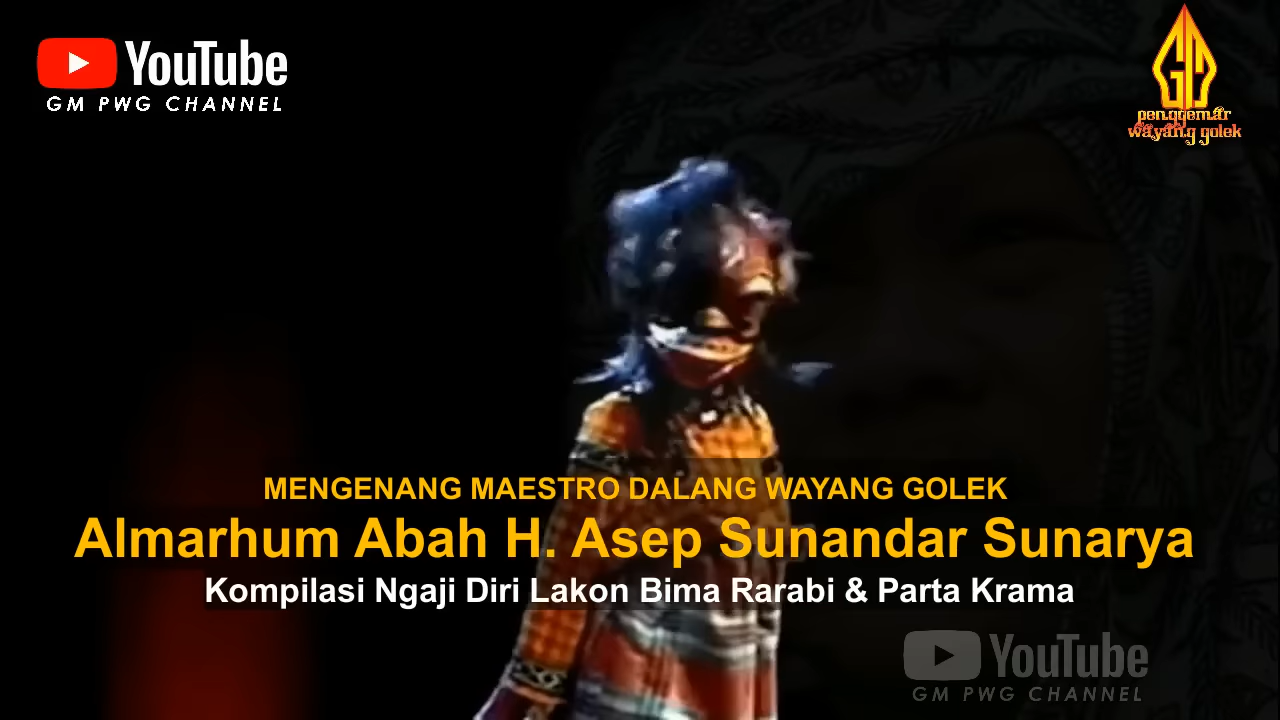 YouTube
GM PWG CHANNEL
penggemar
wayang golek
MENGENANG MAESTRO DALANG WAYANG GOLEK
Almarhum Abah H. Asep Sunandar Sunarya
Kompilasi Ngaji Diri Lakon Bima Rarabi & Parta Krama
YouTube
GM PWG CHANNEL